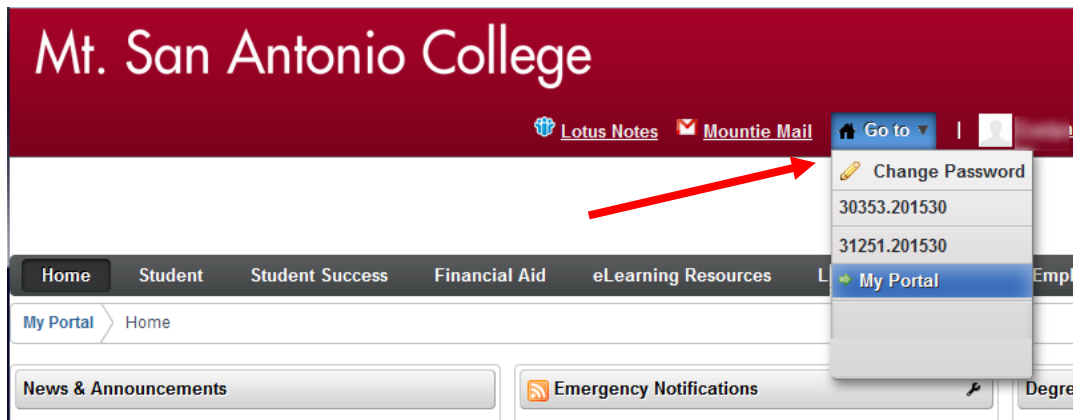 Mt. San Antonio College
Lotus Notes Mountie Mail Go to |
Change Password
30353.201530
31251.201530
My Portal
Home Student Student Success Financial Aid eLearning Resources
My Portal Home
News & Announcements Emergency Notifications